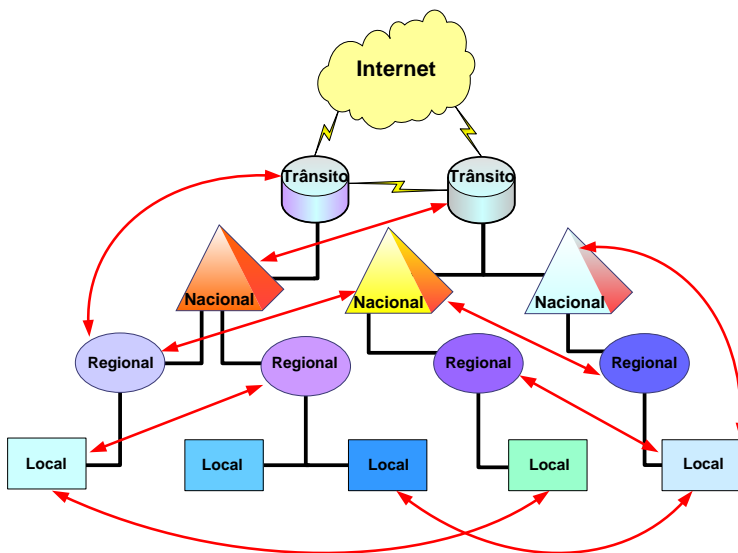 Internet
Trânsito
Trânsito
Nacional
Nacional
Nacional
Regional
Regional
Regional
Regional
Local
Local
Local
Local
Local